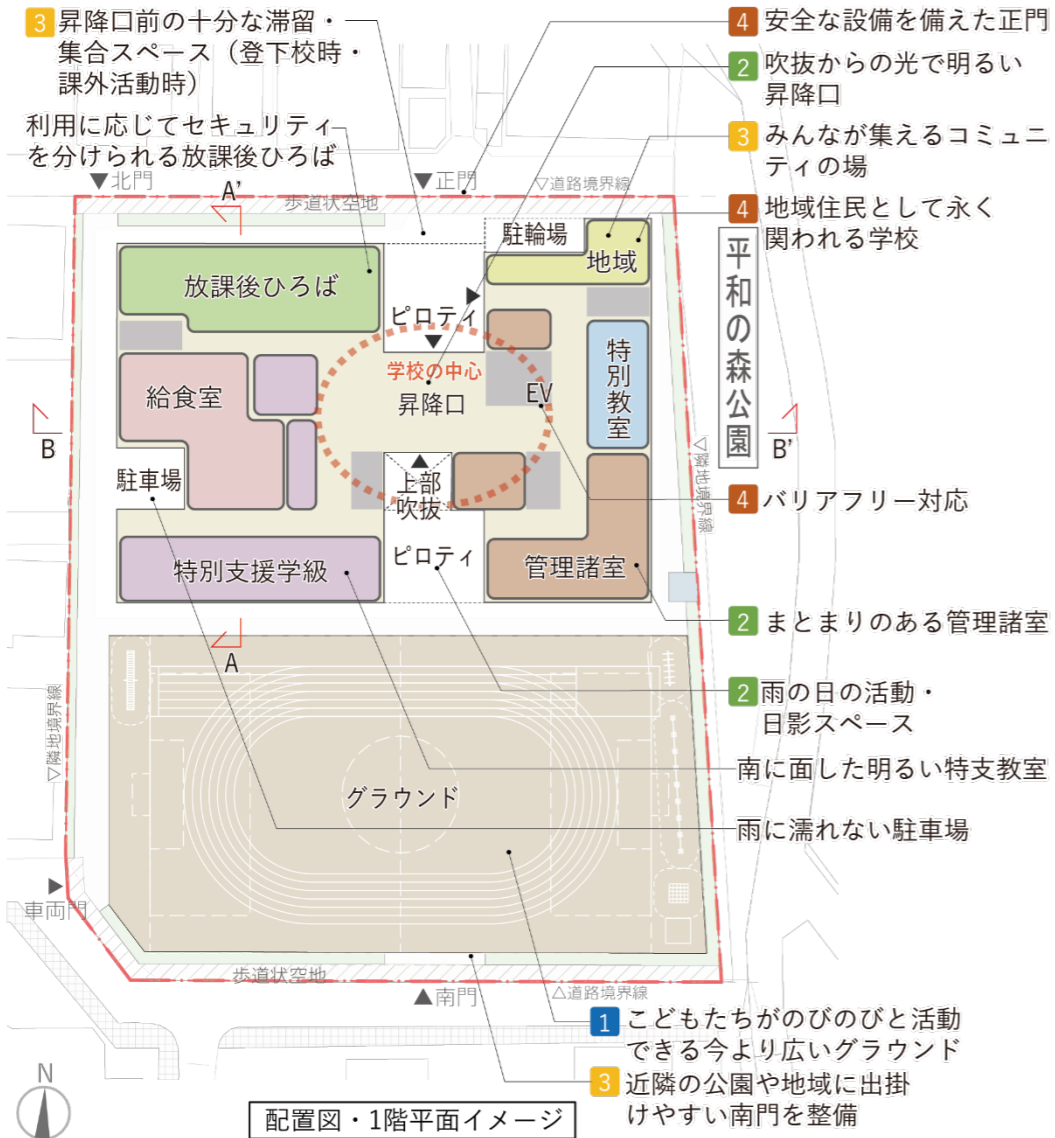 3 昇降口前の十分な滞留・
集合スペース（登下校時・
課外活動時）
利用に応じてセキュリティ
を分けられる放課後ひろば
4 安全な設備を備えた正門
2 吹抜からの光で明るい
昇降口
3 みんなが集えるコミュニ
ティの場
4 地域住民として永く
関われる学校
▼北門
▼正門
▽道路境界線
A'
歩道状空地
駐輪場
地域
放課後ひろば
ピロティ
平和の森公園
学校の中心
昇降口
EV
特別教室
給食室
B
B'
▽隣地境界線
駐車場
上部
吹抜
4 バリアフリー対応
ピロティ
特別支援学級
管理諸室
2 まとまりのある管理諸室
A
2 雨の日の活動・
日影スペース
▽隣地境界線
南に面した明るい特支教室
グラウンド
雨に濡れない駐車場
▶
車両門
歩道状空地
▲南門
△道路境界線
1 こどもたちがのびのびと活動
できる今より広いグラウンド
3 近隣の公園や地域に出掛
けやすい南門を整備
N
配置図・1階平面イメージ